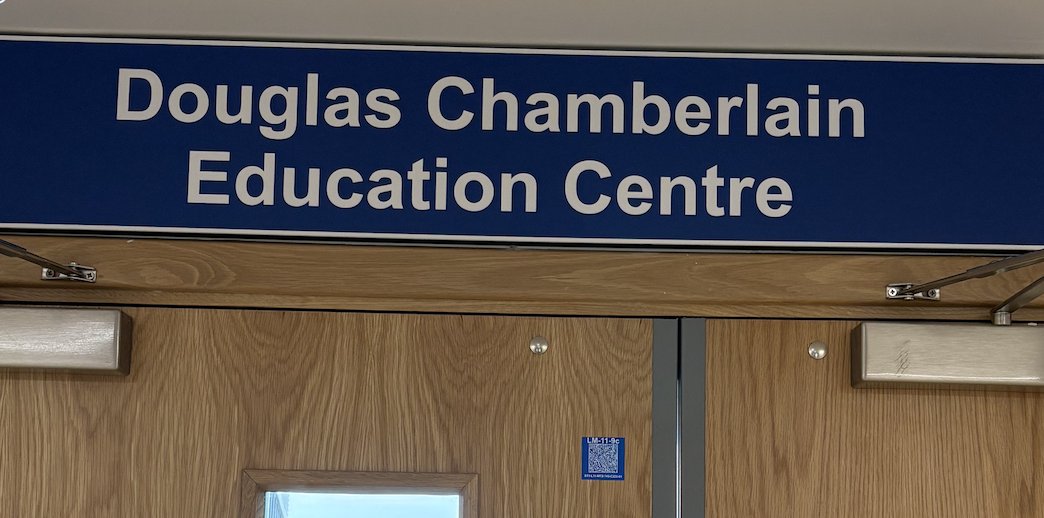 Douglas Chamberlain
Education Centre
LM-11-9c